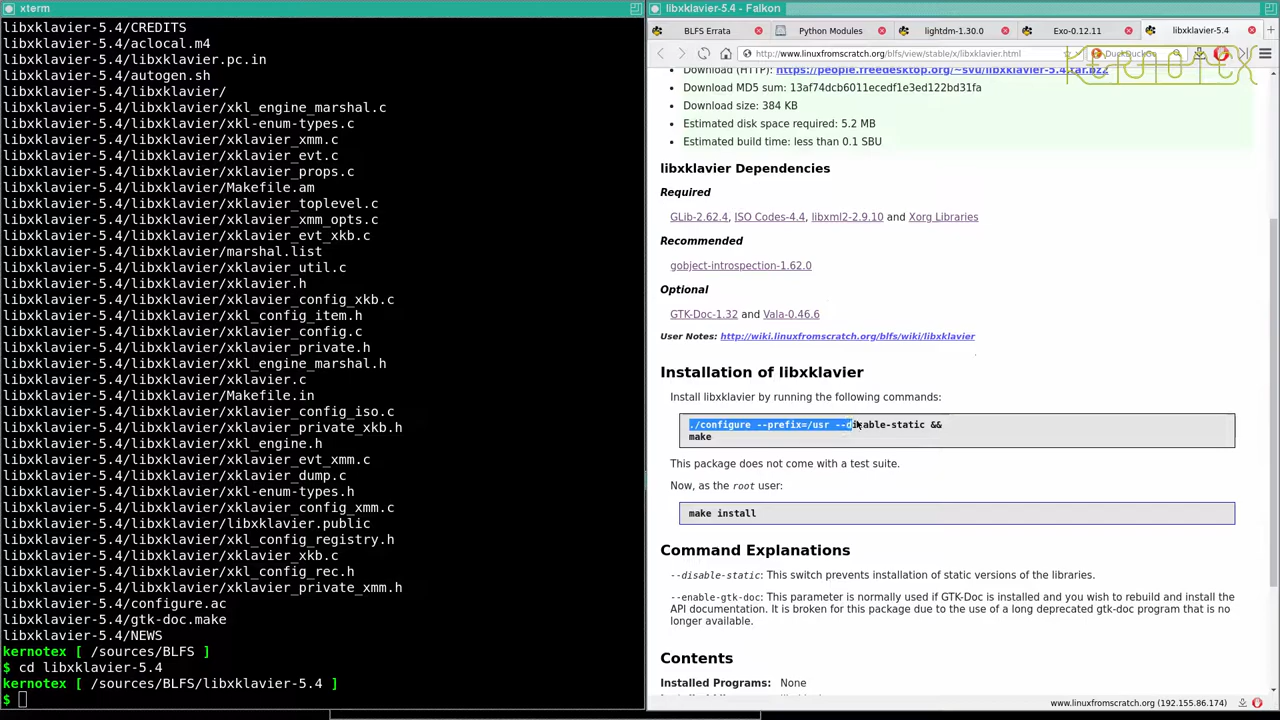 xterm
libxklavier-5.4/CREDITS
libxklavier-5.4/aclocal.m4
libxklavier-5.4/libxklavier.pc.in
libxklavier-5.4/autogen.sh
libxklavier-5.4/libxklavier/
libxklavier-5.4/libxklavier/xkl_engine_marshal.c
libxklavier-5.4/libxklavier/xkl-enum-types.c
libxklavier-5.4/libxklavier/xklavier_xmm.c
libxklavier-5.4/libxklavier/xklavier_evt.c
libxklavier-5.4/libxklavier/xklavier_props.c
libxklavier-5.4/libxklavier/Makefile.am
libxklavier-5.4/libxklavier/xklavier_toplevel.c
libxklavier-5.4/libxklavier/xklavier_xmm_opts.c
libxklavier-5.4/libxklavier/xklavier_evt_xkb.c
libxklavier-5.4/libxklavier/marshal.list
libxklavier-5.4/libxklavier/xklavier_util.c
libxklavier-5.4/libxklavier/xklavier.h
libxklavier-5.4/libxklavier/xklavier_config_xkb.c
libxklavier-5.4/libxklavier/xkl_config_item.h
libxklavier-5.4/libxklavier/xklavier_config.c
libxklavier-5.4/libxklavier/xklavier_private.h
libxklavier-5.4/libxklavier/xkl_engine_marshal.h
libxklavier-5.4/libxklavier/xklavier.c
libxklavier-5.4/libxklavier/Makefile.in
libxklavier-5.4/libxklavier/xklavier_config_iso.c
libxklavier-5.4/libxklavier/xklavier_private_xkb.h
libxklavier-5.4/libxklavier/xkl_engine.h
libxklavier-5.4/libxklavier/xklavier_evt_xmm.c
libxklavier-5.4/libxklavier/xklavier_dump.c
libxklavier-5.4/libxklavier/xkl-enum-types.h
libxklavier-5.4/libxklavier/xklavier_config_xmm.c
libxklavier-5.4/libxklavier/libxklavier.public
libxklavier-5.4/libxklavier/xkl_config_registry.h
libxklavier-5.4/libxklavier/xklavier_xkb.c
libxklavier-5.4/libxklavier/xkl_config_rec.h
libxklavier-5.4/libxklavier/xklavier_private_xmm.h
libxklavier-5.4/configure.ac
libxklavier-5.4/gtk-doc.make
libxklavier-5.4/NEWS
kernotex [ /sources/BLFS ]
$ cd libxklavier-5.4
kernotex [ /sources/BLFS/libxklavier-5.4 ]
$
libxklavier-5.4 - Falkon
BLFS Errata
Python Modules
lightdm-1.30.0
Exo-0.12.11
libxklavier-5.4
http://www.linuxfromscratch.org/blfs/view/stable/x/libxklavier.html
DuckDuckGo
KERNOTEX
Download (HTTP): https://people.freedesktop.org/~svu/libxklavier-5.4.tar.bz2
Download MD5 sum: 13af74dcb6011ecedf1e3ed122bd31fa
Download size: 384 KB
Estimated disk space required: 5.2 MB
Estimated build time: less than 0.1 SBU
libxklavier Dependencies
Required
GLib-2.62.4, ISO Codes-4.4, libxml2-2.9.10 and Xorg Libraries
Recommended
gobject-introspection-1.62.0
Optional
GTK-Doc-1.32 and Vala-0.46.6
User Notes: http://wiki.linuxfromscratch.org/blfs/wiki/libxklavier
Installation of libxklavier
Install libxklavier by running the following commands:
./configure --prefix=/usr --disable-static &&
make
This package does not come with a test suite.
Now, as the root user:
make install
Command Explanations
--disable-static: This switch prevents installation of static versions of the libraries.
--enable-gtk-doc: This parameter is normally used if GTK-Doc is installed and you wish to rebuild and install the
API documentation. It is broken for this package due to the use of a long deprecated gtk-doc program that is no
longer available.
Contents
Installed Programs: None
www.linuxfromscratch.org (192.155.86.174)